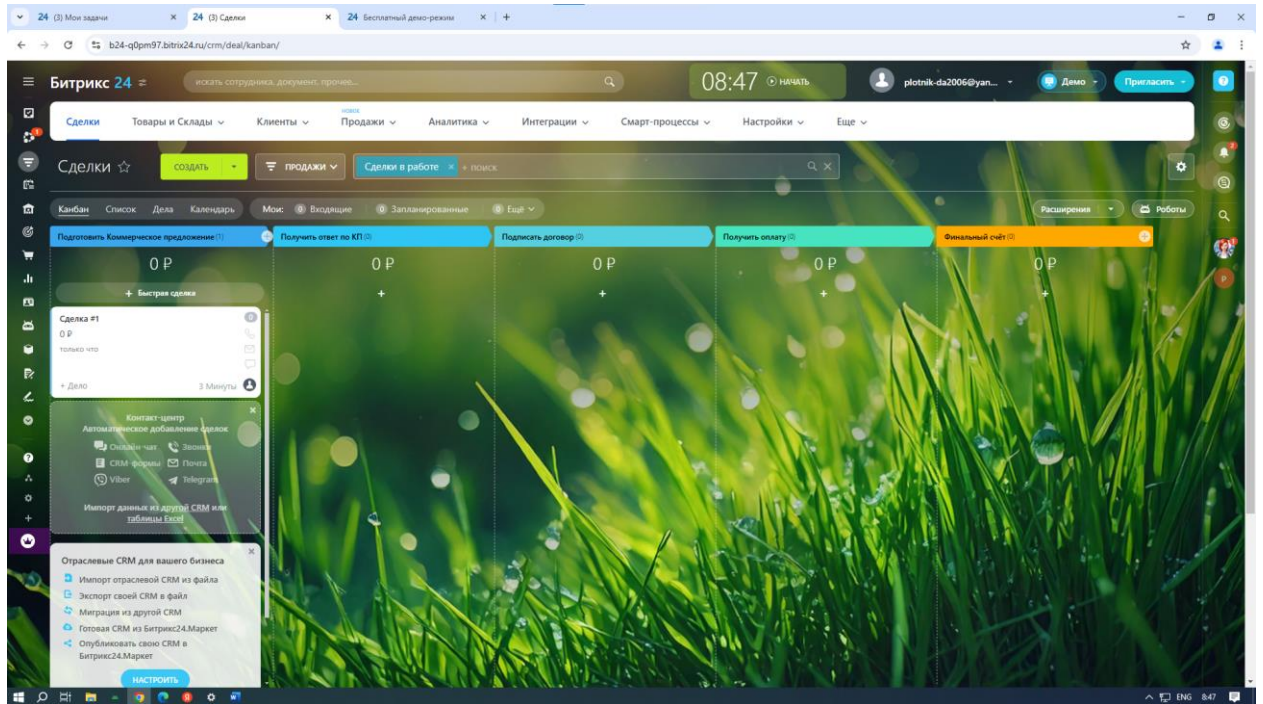 24 (3) Мои задачи
24 (3) Сделки
24 Бесплатный демо-режим
b24-q0pm97.bitrix24.ru/crm/deal/kanban/
Битрикс 24
искать сотрудника, документ, прочее...
08:47 НАЧАТЬ
plotnik-da2006@yan...
Демо
Пригласить
Сделки
Товары и Склады
Клиенты
НОВОЕ
Продажи
Аналитика
Интеграции
Смарт-процессы
Настройки
Еще
Сделки
СОЗДАТЬ
ПРОДАЖИ
Сделки в работе
+ поиск
Канбан
Список
Дела
Календарь
Мои:
0 Входящие
0 Запланированные
0 Ещё
Расширения
Роботы
Подготовить Коммерческое предложение (1)
Получить ответ по КП (0)
Подписать договор (0)
Получить оплату (0)
Финальный счёт (0)
0 ₽
0 ₽
0 ₽
0 ₽
0 ₽
+ Быстрая сделка
+
+
+
+
Сделка #1
0
0 ₽
только что
+ Дело
3 Минуты
Контакт-центр
Автоматическое добавление сделок
Онлайн-чат
Звонки
CRM-формы
Почта
Viber
Telegram
Импорт данных из другой CRM или
таблицы Excel
Отраслевые CRM для вашего бизнеса
Импорт отраслевой CRM из файла
Экспорт своей CRM в файл
Миграция из другой CRM
Готовая CRM из Битрикс24.Маркет
Опубликовать свою CRM в
Битрикс24.Маркет
НАСТРОИТЬ
ENG
8:47